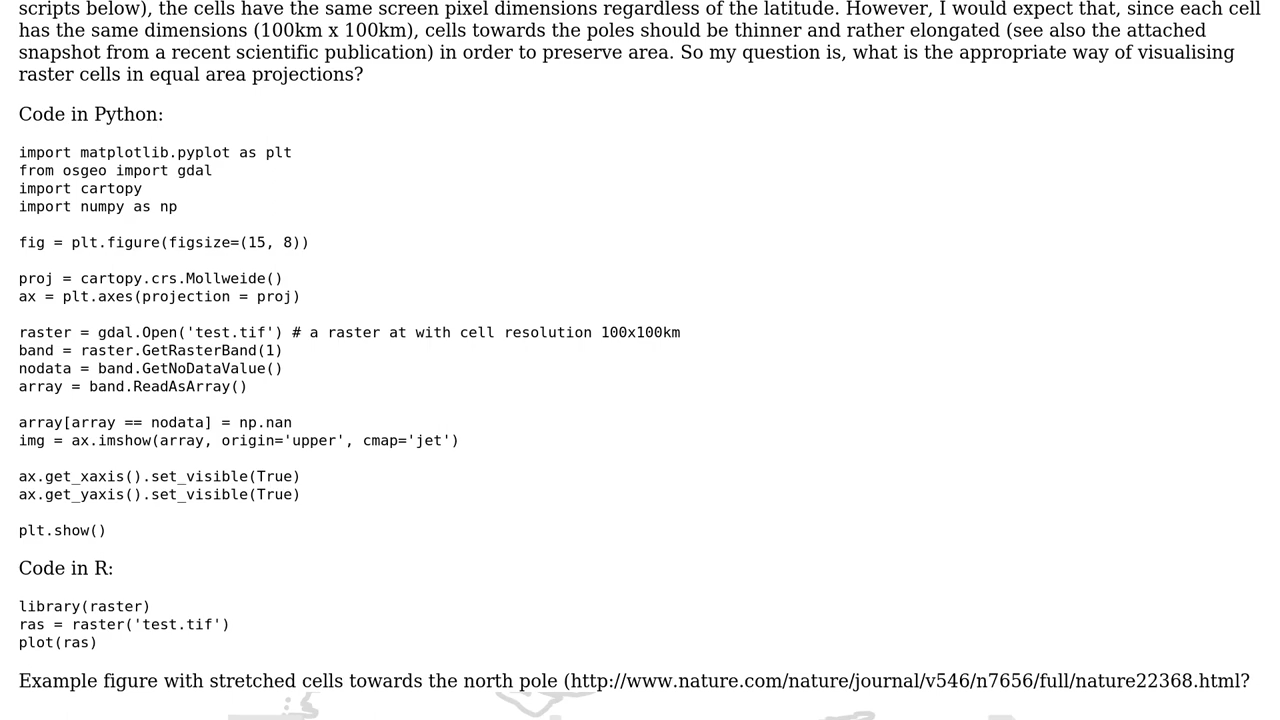 scripts below), the cells have the same screen pixel dimensions regardless of the latitude. However, I would expect that, since each cell
has the same dimensions (100km x 100km), cells towards the poles should be thinner and rather elongated (see also the attached
snapshot from a recent scientific publication) in order to preserve area. So my question is, what is the appropriate way of visualising
raster cells in equal area projections?
Code in Python:
import matplotlib.pyplot as plt
from osgeo import gdal
import cartopy
import numpy as np
fig = plt.figure(figsize=(15, 8))
proj = cartopy.crs.Mollweide()
ax = plt.axes(projection = proj)
raster = gdal.Open('test.tif') # a raster at with cell resolution 100x100km
band = raster.GetRasterBand(1)
nodata = band.GetNoDataValue()
array = band.ReadAsArray()
array[array == nodata] = np.nan
img = ax.imshow(array, origin='upper', cmap='jet')
ax.get_xaxis().set_visible(True)
ax.get_yaxis().set_visible(True)
plt.show()
Code in R:
library(raster)
ras = raster('test.tif')
plot(ras)
Example figure with stretched cells towards the north pole (http://www.nature.com/nature/journal/v546/n7656/full/nature22368.html?